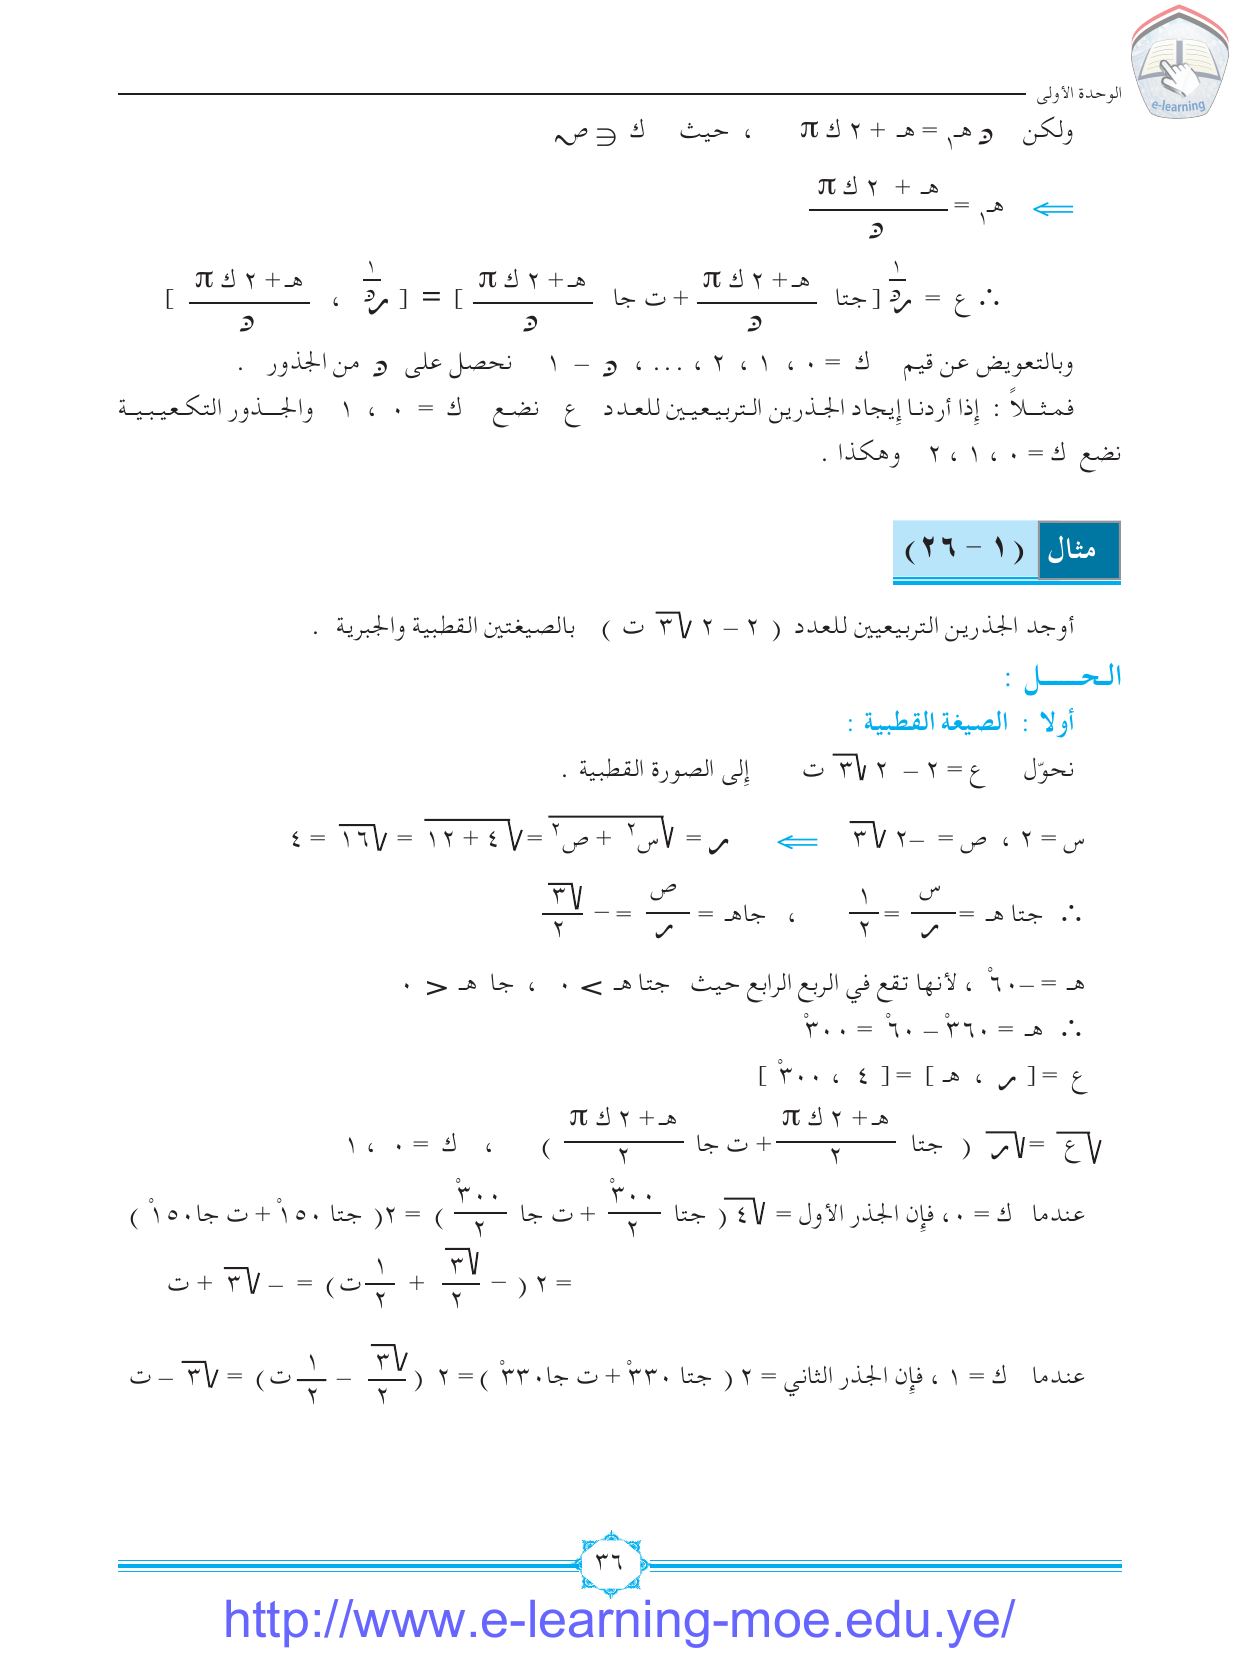 e-learning
الوحدة الأولى
ولكن ن هـ١ = هـ + ٢ ك π ، حيث ك ∈ ص
⇐ هـ١ = (هـ + ٢ ك π) / ن
∴ ع = ر^(١/ن) [ جتا (هـ + ٢ ك π)/ن + ت جا (هـ + ٢ ك π)/ن ] = [ ر^(١/ن) ، (هـ + ٢ ك π)/ن ]
وبالتعويض عن قيم ك = ٠ ، ١ ، ٢ ، ... ، ن – ١ نحصل على ن من الجذور .
فمثلاً : إذا أردنا إيجاد الجذرين التربيعيين للعدد ع نضع ك = ٠ ، ١ والجذور التكعيبية
نضع ك = ٠ ، ١ ، ٢ وهكذا .
مثال (١ – ٢٦)
أوجد الجذرين التربيعيين للعدد ( ٢ – ٢ √٣ ت ) بالصيغتين القطبية والجبرية .
الحـــل :
أولا : الصيغة القطبية :
نحوّل ع = ٢ – ٢ √٣ ت إلى الصورة القطبية .
س = ٢ ، ص = –٢ √٣ ⇐ ر = √(س٢ + ص٢) = √(٤ + ١٢) = √١٦ = ٤
∴ جتا هـ = س/ر = ١/٢ ، جاهـ = ص/ر = – √٣/٢
هـ = –٦٠° ، لأنها تقع في الربع الرابع حيث جتا هـ > ٠ ، جا هـ < ٠
∴ هـ = ٣٦٠° – ٦٠° = ٣٠٠°
ع = [ ر ، هـ ] = [ ٤ ، ٣٠٠° ]
√ع = √ر ( جتا (هـ + ٢ ك π)/٢ + ت جا (هـ + ٢ ك π)/٢ ) ، ك = ٠ ، ١
عندما ك = ٠، فإن الجذر الأول = √٤ ( جتا ٣٠٠°/٢ + ت جا ٣٠٠°/٢ ) = ٢( جتا ١٥٠° + ت جا١٥٠° )
= ٢ ( – √٣/٢ + ١/٢ ت) = – √٣ + ت
عندما ك = ١ ، فإن الجذر الثاني = ٢ ( جتا ٣٣٠° + ت جا٣٣٠° ) = ٢ ( √٣/٢ – ١/٢ ت) = √٣ – ت
٣٦
http://www.e-learning-moe.edu.ye/